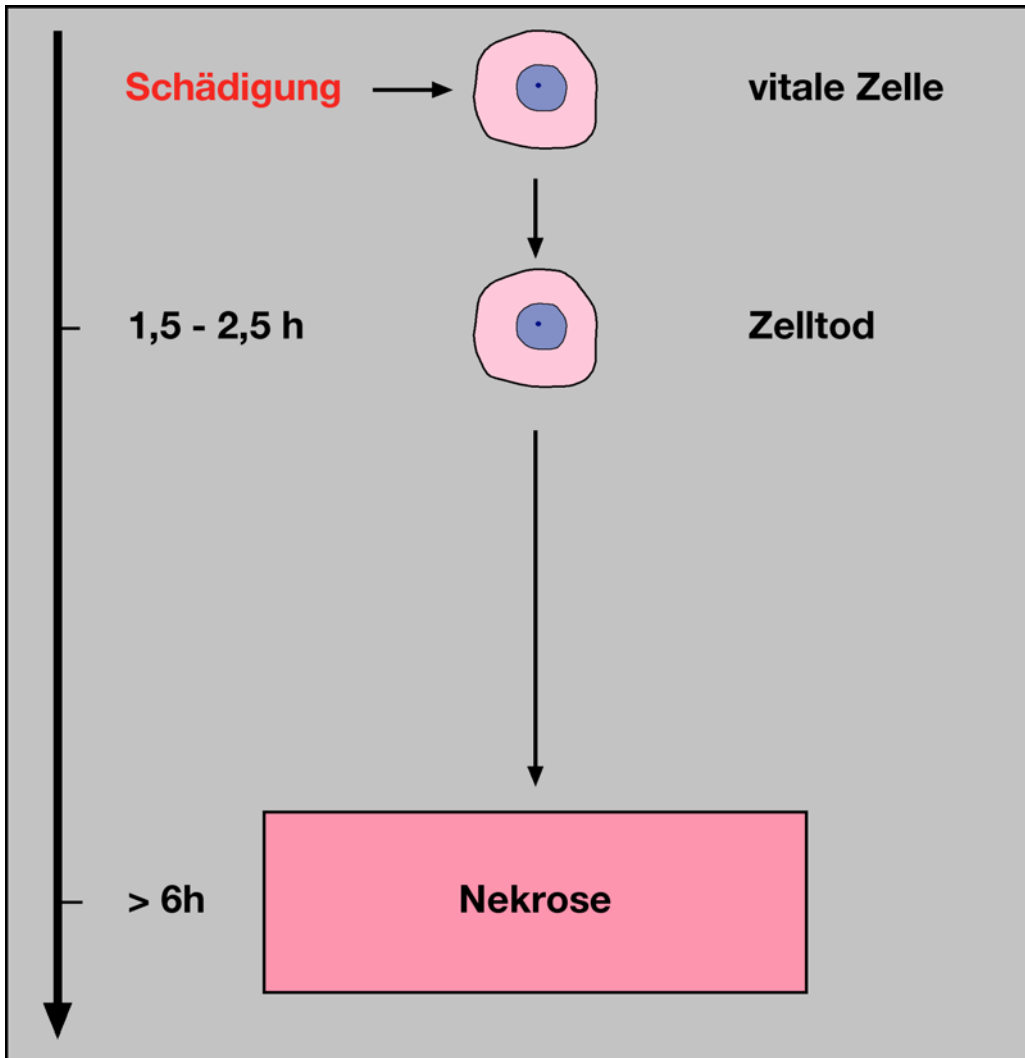 Schädigung
vitale Zelle
1,5 - 2,5 h
Zelltod
> 6h
Nekrose